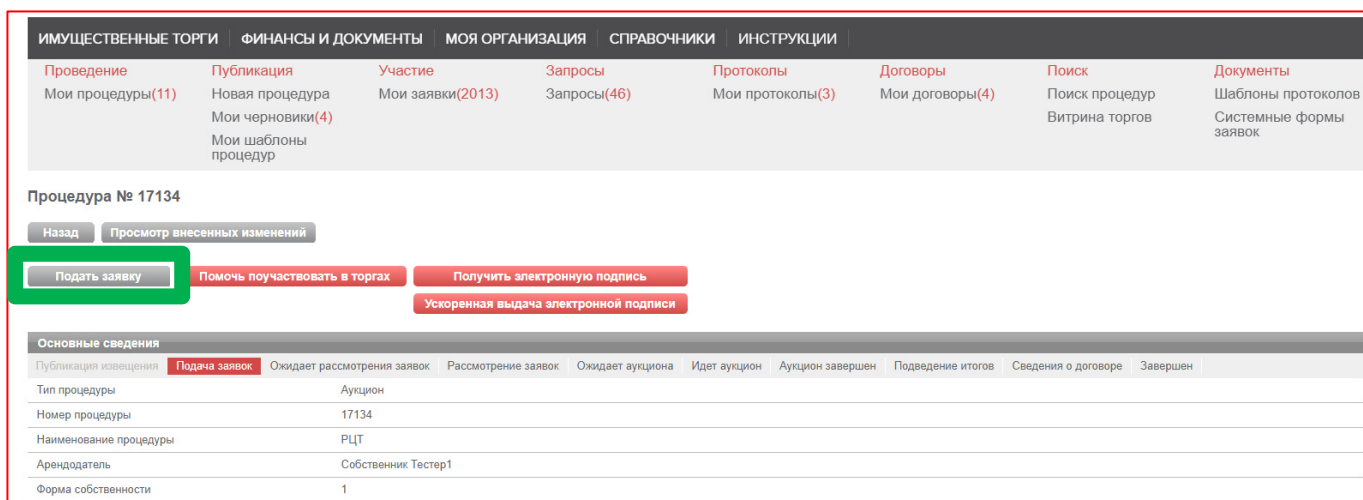 ИМУЩЕСТВЕННЫЕ ТОРГИ ФИНАНСЫ И ДОКУМЕНТЫ МОЯ ОРГАНИЗАЦИЯ СПРАВОЧНИКИ ИНСТРУКЦИИ
Проведение Публикация Участие Запросы Протоколы Договоры Поиск Документы
Мои процедуры(11) Новая процедура Мои заявки(2013) Запросы(46) Мои протоколы(3) Мои договоры(4) Поиск процедур Шаблоны протоколов
Мои черновики(4) Витрина торгов Системные формы
заявок
Мои шаблоны
процедур
Процедура № 17134
Назад Просмотр внесенных изменений
Подать заявку Помочь поучаствовать в торгах Получить электронную подпись
Ускоренная выдача электронной подписи
Основные сведения
Публикация извещения Подача заявок Ожидает рассмотрения заявок Рассмотрение заявок Ожидает аукциона Идет аукцион Аукцион завершен Подведение итогов Сведения о договоре Завершен
Тип процедуры Аукцион
Номер процедуры 17134
Наименование процедуры РЦТ
Арендодатель Собственник Тестер1
Форма собственности 1